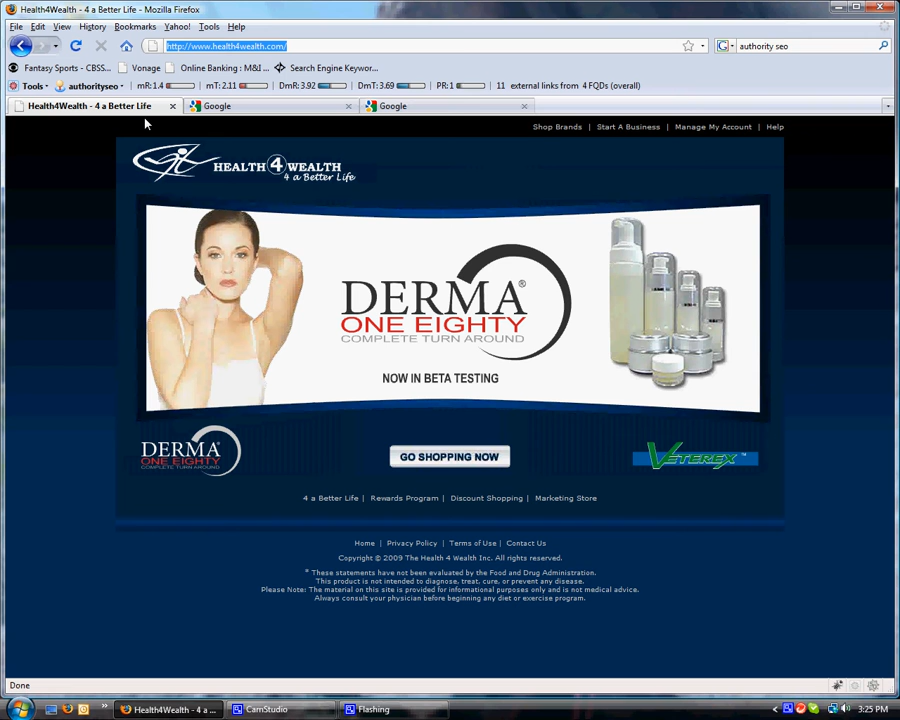 Health4Wealth - 4 a Better Life - Mozilla Firefox
File Edit View History Bookmarks Yahoo! Tools Help
http://www.health4wealth.com/
authority seo
Fantasy Sports - CBSS... Vonage Online Banking : M&I ... Search Engine Keywor...
Tools authorityseo mR:1.4 mT: 2.11 DmR: 3.92 DmT: 3.69 PR: 1 11 external links from 4 FQDs (overall)
Health4Wealth - 4 a Better Life Google Google
Shop Brands | Start A Business | Manage My Account | Help
HEALTH 4 WEALTH
4 a Better Life
DERMA®
ONE EIGHTY
COMPLETE TURN AROUND
NOW IN BETA TESTING
DERMA®
ONE EIGHTY
COMPLETE TURN AROUND
GO SHOPPING NOW
VETEREX™
4 a Better Life | Rewards Program | Discount Shopping | Marketing Store
Home | Privacy Policy | Terms of Use | Contact Us
Copyright © 2009 The Health 4 Wealth Inc. All rights reserved.
* These statements have not been evaluated by the Food and Drug Administration.
This product is not intended to diagnose, treat, cure, or prevent any disease.
Please Note: The material on this site is provided for informational purposes only and is not medical advice.
Always consult your physician before beginning any diet or exercise program.
Done
Health4Wealth - 4 a ... CamStudio Flashing 3:25 PM